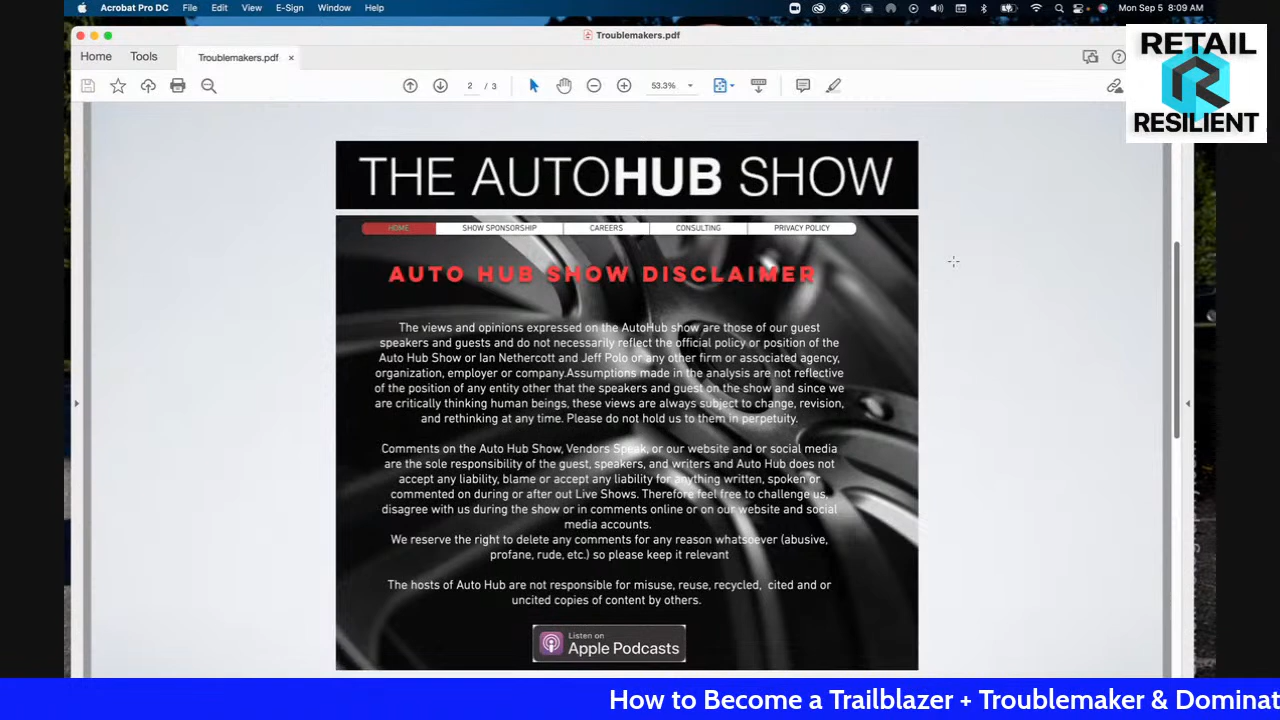 Acrobat Pro DC File Edit View E-Sign Window Help Mon Sep 5 8:09 AM
Troublemakers.pdf
Home Tools Troublemakers.pdf ×
2 / 3 53.3%
RETAIL
RESILIENT
THE AUTOHUB SHOW
HOME SHOW SPONSORSHIP CAREERS CONSULTING PRIVACY POLICY
AUTO HUB SHOW DISCLAIMER
The views and opinions expressed on the AutoHub show are those of our guest
speakers and guests and do not necessarily reflect the official policy or position of the
Auto Hub Show or Ian Nethercott and Jeff Polo or any other firm or associated agency,
organization, employer or company.Assumptions made in the analysis are not reflective
of the position of any entity other that the speakers and guest on the show and since we
are critically thinking human beings, these views are always subject to change, revision,
and rethinking at any time. Please do not hold us to them in perpetuity.
Comments on the Auto Hub Show, Vendors Speak, or our website and or social media
are the sole responsibility of the guest, speakers, and writers and Auto Hub does not
accept any liability, blame or accept any liability for anything written, spoken or
commented on during or after out Live Shows. Therefore feel free to challenge us,
disagree with us during the show or in comments online or on our website and social
media accounts.
We reserve the right to delete any comments for any reason whatsoever (abusive,
profane, rude, etc.) so please keep it relevant
The hosts of Auto Hub are not responsible for misuse, reuse, recycled, cited and or
uncited copies of content by others.
Listen on
Apple Podcasts
How to Become a Trailblazer + Troublemaker & Dominat